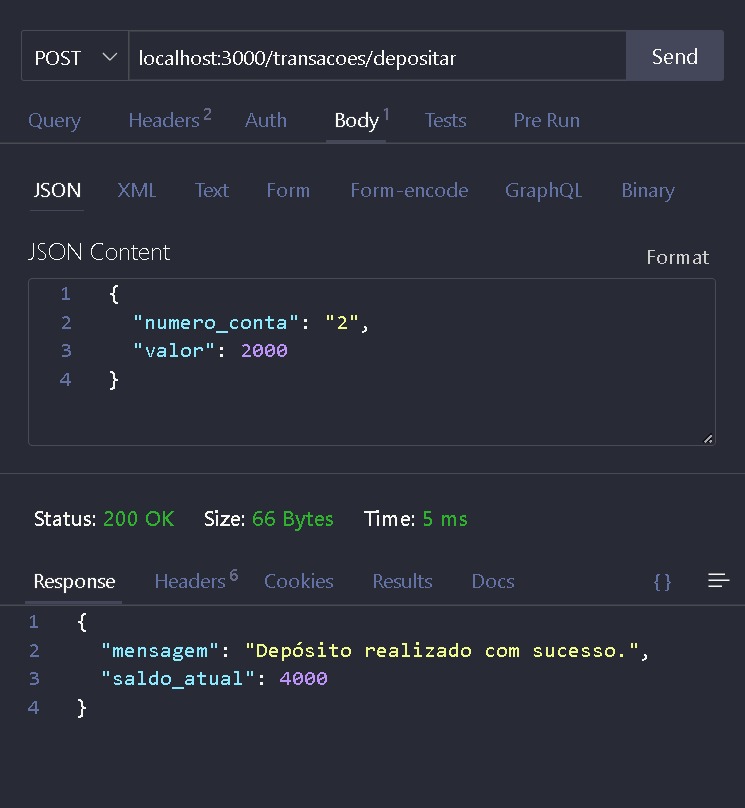 POST localhost:3000/transacoes/depositar Send
Query Headers 2 Auth Body 1 Tests Pre Run
JSON XML Text Form Form-encode GraphQL Binary
JSON Content Format
1 {
2 "numero_conta": "2",
3 "valor": 2000
4 }
Status: 200 OK Size: 66 Bytes Time: 5 ms
Response Headers 6 Cookies Results Docs { }
1 {
2 "mensagem": "Depósito realizado com sucesso.",
3 "saldo_atual": 4000
4 }